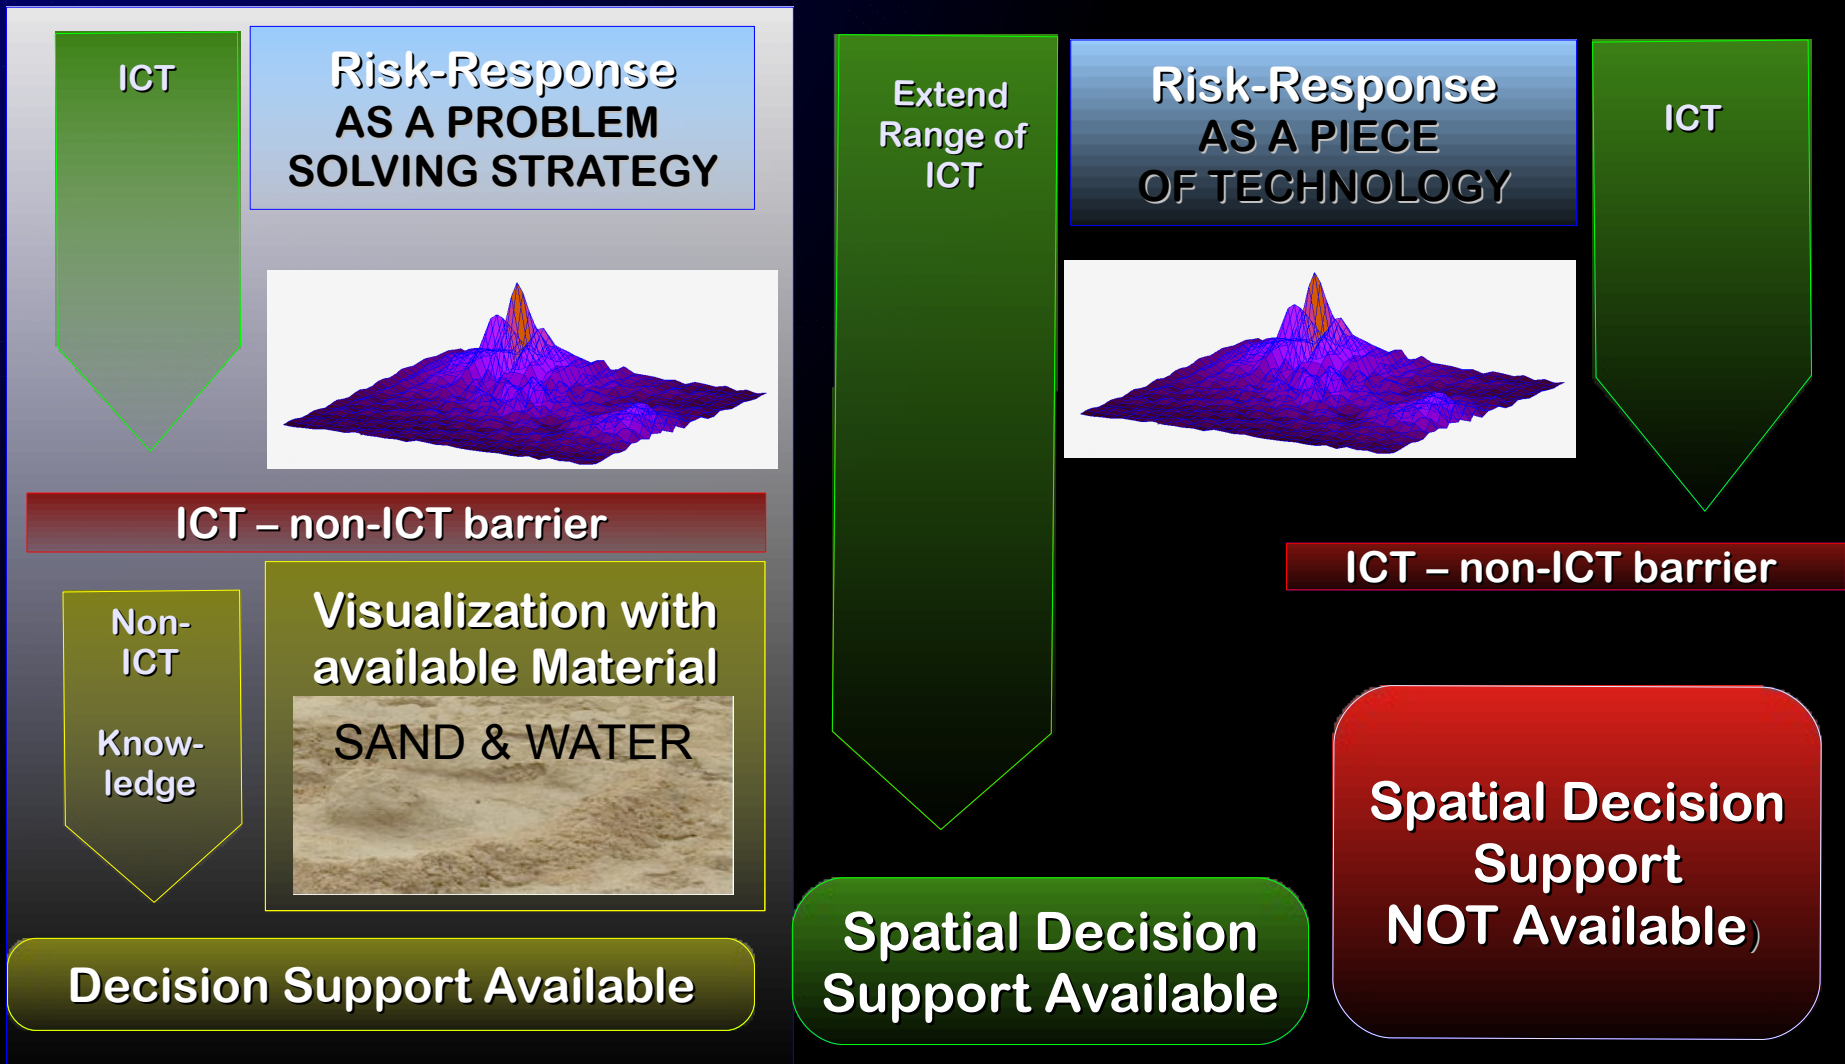 ICT
Risk-Response
AS A PROBLEM
SOLVING STRATEGY
ICT – non-ICT barrier
Non-
ICT
Know-
ledge
Visualization with
available Material
SAND & WATER
Decision Support Available
Extend
Range of
ICT
Risk-Response
AS A PIECE
OF TECHNOLOGY
ICT
ICT – non-ICT barrier
Spatial Decision
Support Available
Spatial Decision
Support
NOT Available)